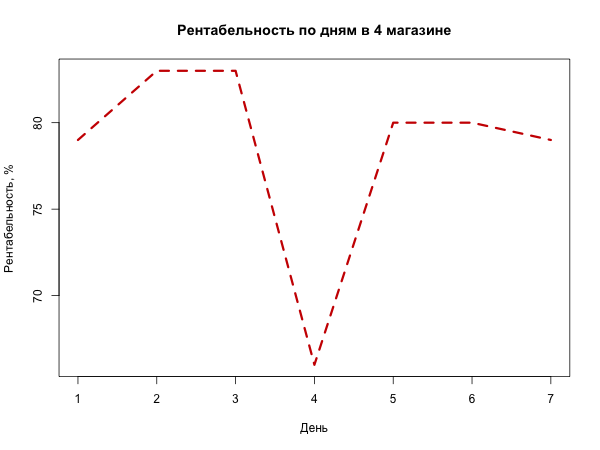 Рентабельность по дням в 4 магазине
Рентабельность, %
80
75
70
1 2 3 4 5 6 7
День